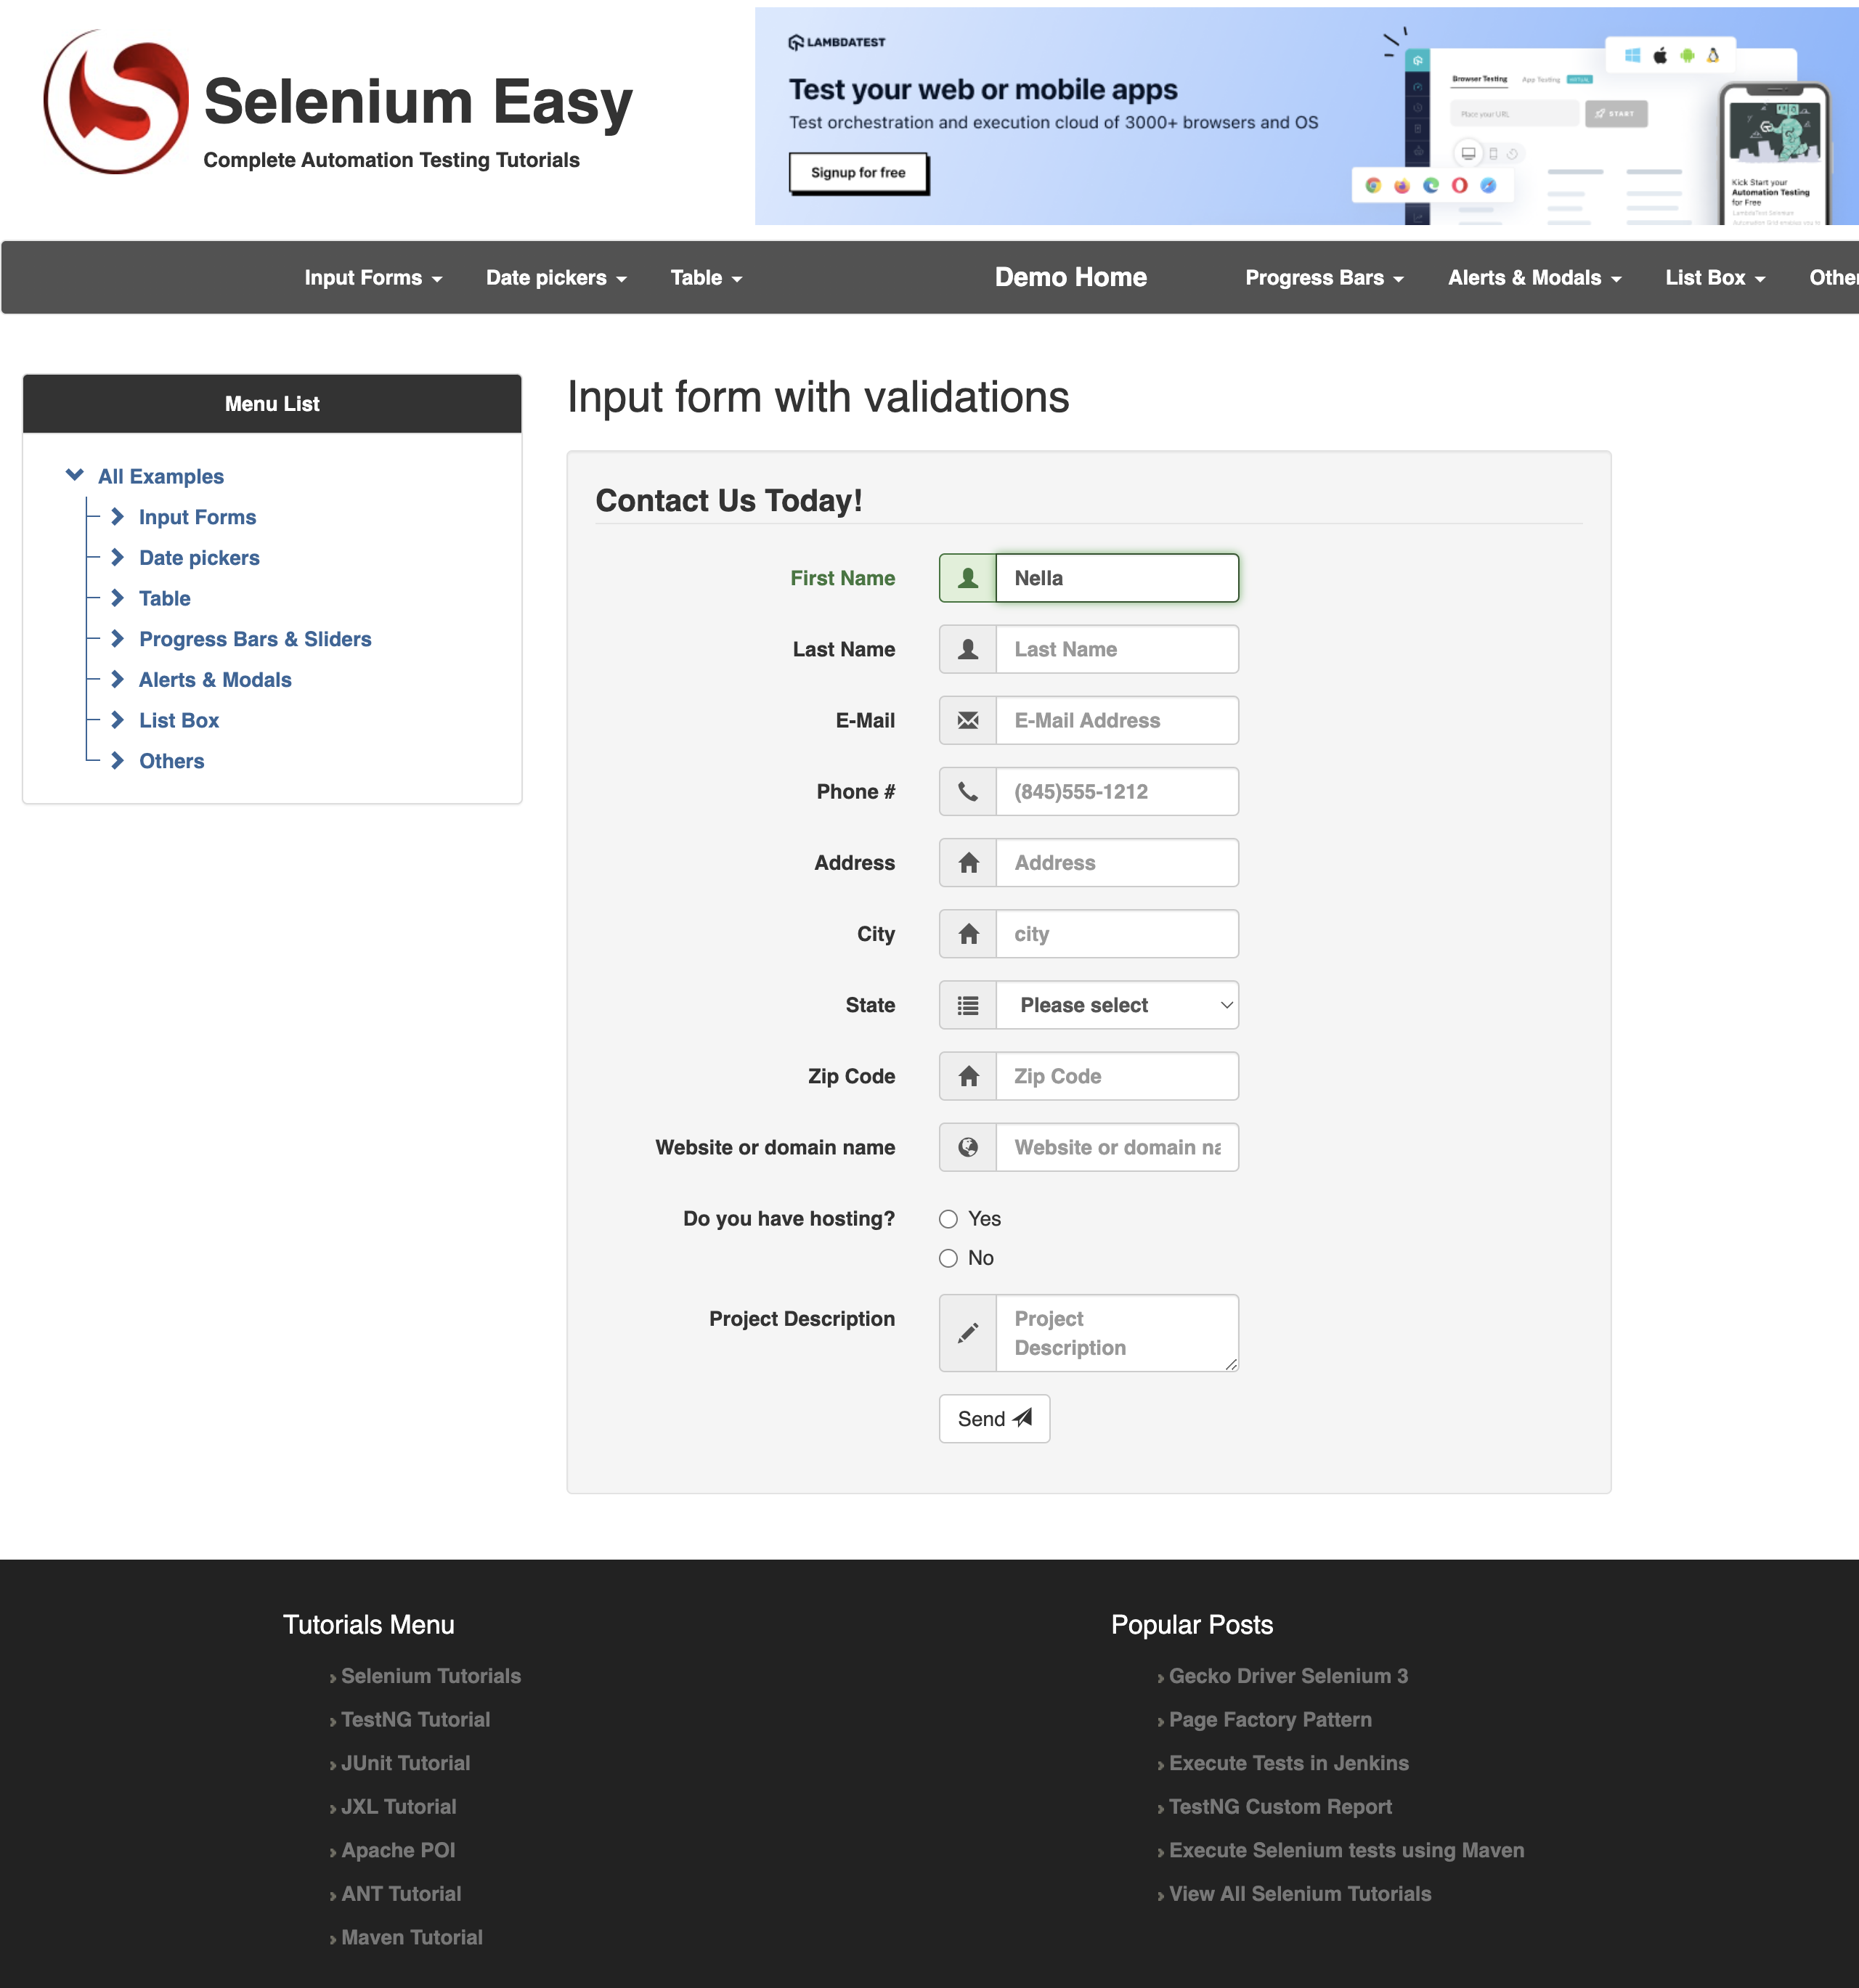 Selenium Easy
Complete Automation Testing Tutorials
LAMBDATEST
Test your web or mobile apps
Test orchestration and execution cloud of 3000+ browsers and OS
Signup for free
Browser Testing
App Testing
Place your URL
START
Kick Start your
Automation Testing
for Free
Input Forms
Date pickers
Table
Demo Home
Progress Bars
Alerts & Modals
List Box
Other
Menu List
All Examples
Input Forms
Date pickers
Table
Progress Bars & Sliders
Alerts & Modals
List Box
Others
Input form with validations
Contact Us Today!
First Name
Nella
Last Name
Last Name
E-Mail
E-Mail Address
Phone #
(845)555-1212
Address
Address
City
city
State
Please select
Zip Code
Zip Code
Website or domain name
Website or domain na
Do you have hosting?
Yes
No
Project Description
Project
Description
Send
Tutorials Menu
Selenium Tutorials
TestNG Tutorial
JUnit Tutorial
JXL Tutorial
Apache POI
ANT Tutorial
Maven Tutorial
Popular Posts
Gecko Driver Selenium 3
Page Factory Pattern
Execute Tests in Jenkins
TestNG Custom Report
Execute Selenium tests using Maven
View All Selenium Tutorials